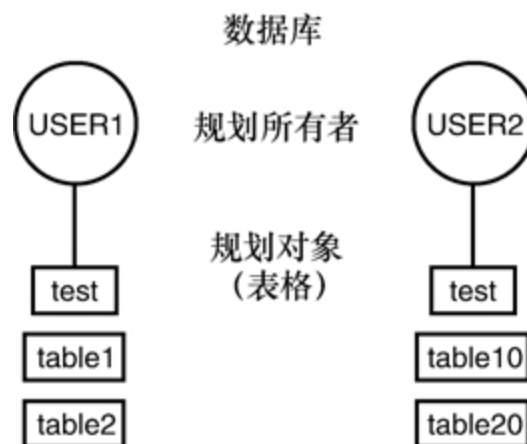 数据库
USER1
规划所有者
USER2
规划对象
（表格）
test
test
table1
table10
table2
table20